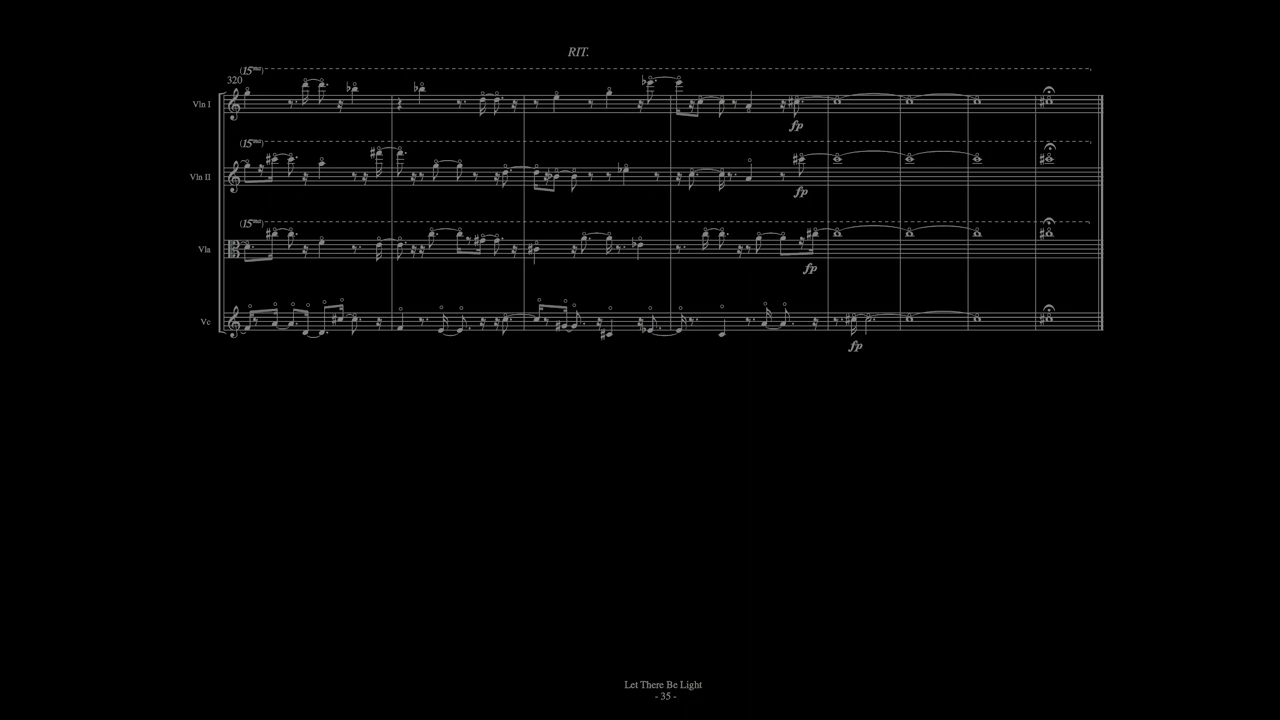 RIT.
(15ma)
320
Vln I
fp
(15ma)
Vln II
fp
(15ma)
Vla
fp
Vc
fp
Let There Be Light
- 35 -